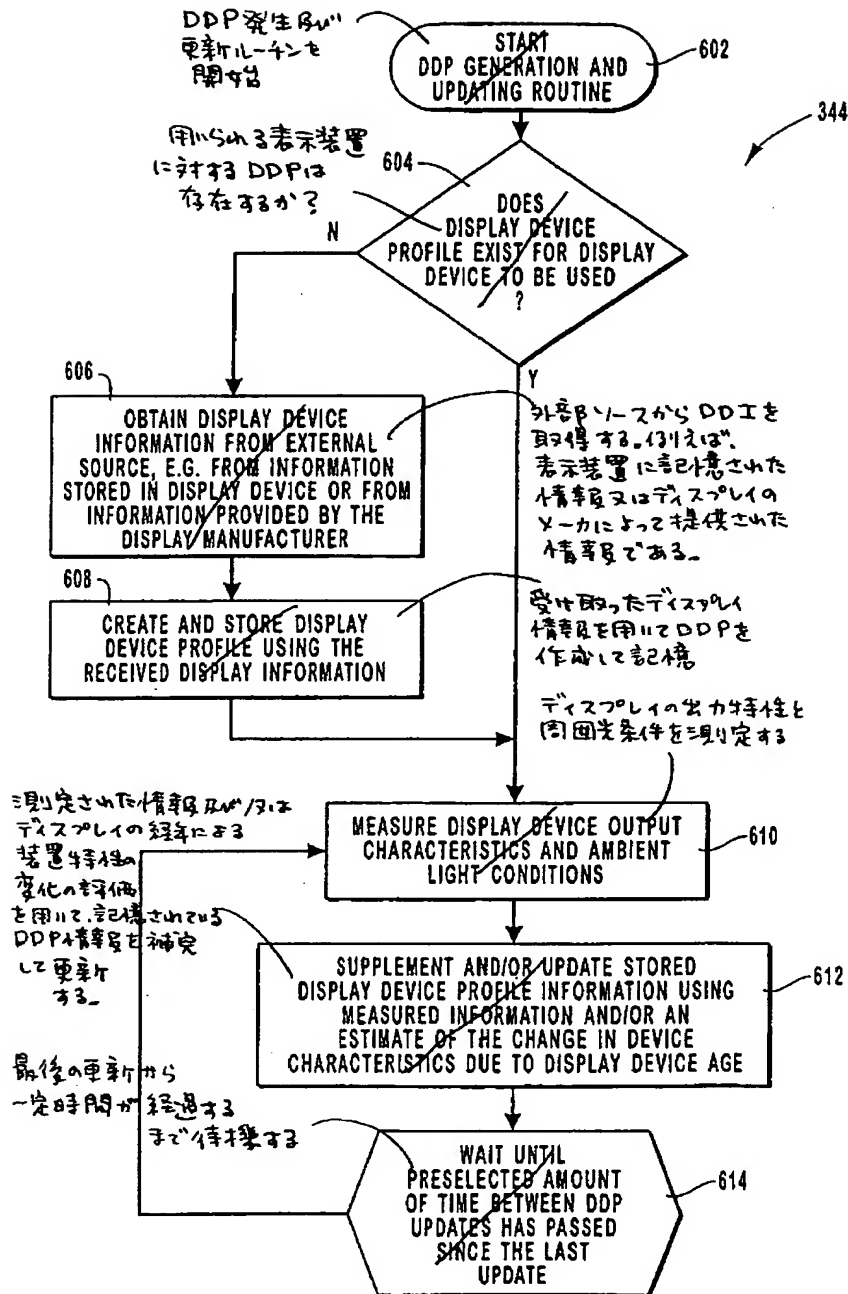 DDP発生及び
更新ルーチンを
開始
START
DDP GENERATION AND
UPDATING ROUTINE
602
344
用いられる表示装置
に対するDDPは
存在するか?
604
DOES
DISPLAY DEVICE
PROFILE EXIST FOR DISPLAY
DEVICE TO BE USED
?
N
Y
606
OBTAIN DISPLAY DEVICE
INFORMATION FROM EXTERNAL
SOURCE, E.G. FROM INFORMATION
STORED IN DISPLAY DEVICE OR FROM
INFORMATION PROVIDED BY THE
DISPLAY MANUFACTURER
外部ソースからDDIを
取得する。例えば、
表示装置に記憶された
情報又はディスプレイの
メーカによって提供された
情報である。
608
CREATE AND STORE DISPLAY
DEVICE PROFILE USING THE
RECEIVED DISPLAY INFORMATION
受け取ったディスプレイ
情報を用いてDDPを
作成して記憶
ディスプレイの出力特性と
周囲光条件を測定する
MEASURE DISPLAY DEVICE OUTPUT
CHARACTERISTICS AND AMBIENT
LIGHT CONDITIONS
610
測定された情報及び/又は
ディスプレイの経年による
装置特性の
変化の評価
を用いて、記憶されている
DDP情報を補完
して更新
する。
SUPPLEMENT AND/OR UPDATE STORED
DISPLAY DEVICE PROFILE INFORMATION USING
MEASURED INFORMATION AND/OR AN
ESTIMATE OF THE CHANGE IN DEVICE
CHARACTERISTICS DUE TO DISPLAY DEVICE AGE
612
最後の更新から
一定時間が経過する
まで待機する
WAIT UNTIL
PRESELECTED AMOUNT
OF TIME BETWEEN DDP
UPDATES HAS PASSED
SINCE THE LAST
UPDATE
614